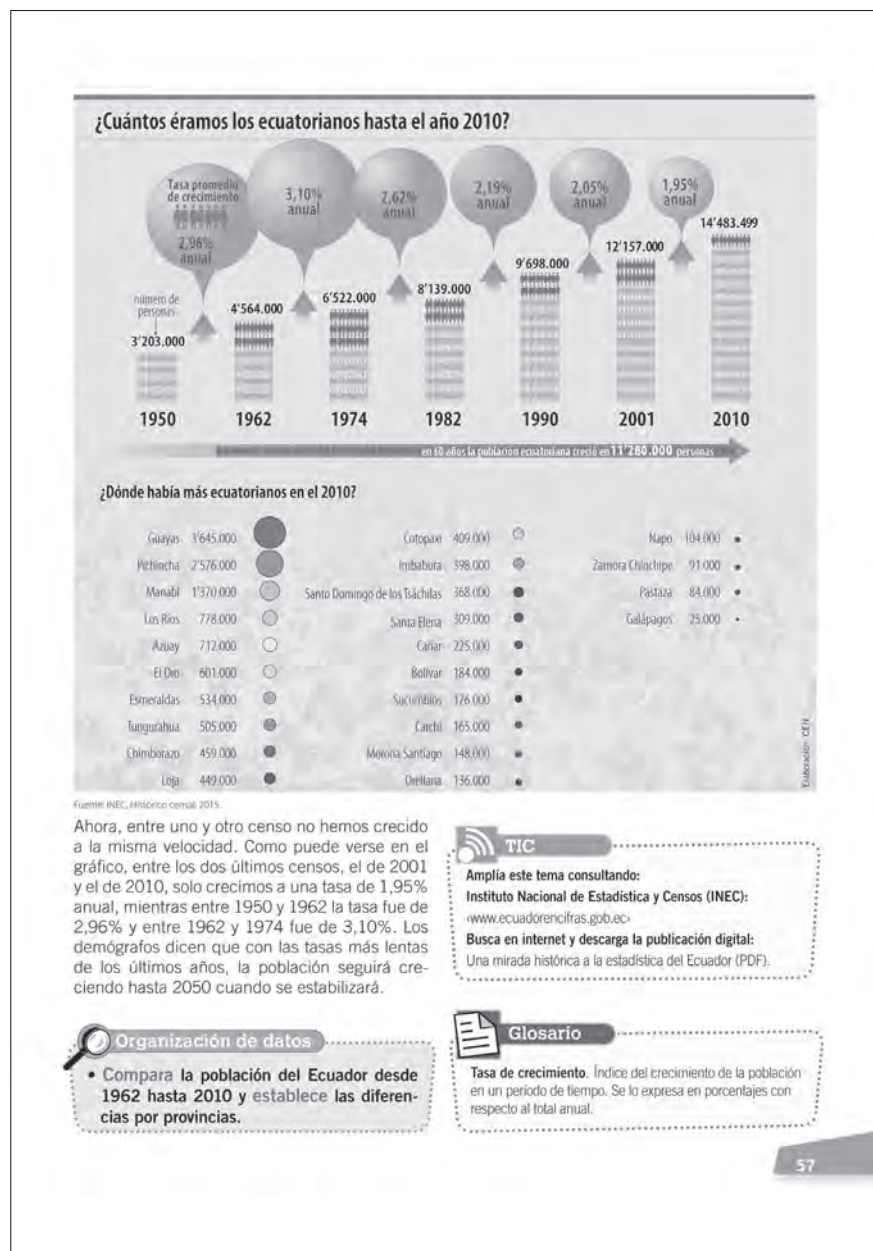 ¿Cuántos éramos los ecuatorianos hasta el año 2010?
Tasa promedio
de crecimiento
2,96%
anual
3,10%
anual
2,62%
anual
2,19%
anual
2,05%
anual
1,95%
anual
número de
personas
3'203.000
4'564.000
6'522.000
8'139.000
9'698.000
12'157.000
14'483.499
1950
1962
1974
1982
1990
2001
2010
en 60 años la población ecuatoriana creció en 11'280.000 personas
¿Dónde había más ecuatorianos en el 2010?
Guayas 3'645.000
Pichincha 2'576.000
Manabí 1'370.000
Los Ríos 778.000
Azuay 712.000
El Oro 601.000
Esmeraldas 534.000
Tungurahua 505.000
Chimborazo 459.000
Loja 449.000
Cotopaxi 409.000
Imbabura 398.000
Santo Domingo de los Tsáchilas 368.000
Santa Elena 309.000
Cañar 225.000
Bolívar 184.000
Sucumbíos 176.000
Carchi 165.000
Morona Santiago 148.000
Orellana 136.000
Napo 104.000
Zamora Chinchipe 91.000
Pastaza 84.000
Galápagos 25.000
Elaboración: CEN
Fuente: INEC, Histórico censal, 2015.
Ahora, entre uno y otro censo no hemos crecido
a la misma velocidad. Como puede verse en el
gráfico, entre los dos últimos censos, el de 2001
y el de 2010, solo crecimos a una tasa de 1,95%
anual, mientras entre 1950 y 1962 la tasa fue de
2,96% y entre 1962 y 1974 fue de 3,10%. Los
demógrafos dicen que con las tasas más lentas
de los últimos años, la población seguirá cre-
ciendo hasta 2050 cuando se estabilizará.
Organización de datos
• Compara la población del Ecuador desde
1962 hasta 2010 y establece las diferen-
cias por provincias.
TIC
Amplía este tema consultando:
Instituto Nacional de Estadística y Censos (INEC):
‹www.ecuadorencifras.gob.ec›
Busca en internet y descarga la publicación digital:
Una mirada histórica a la estadística del Ecuador (PDF).
Glosario
Tasa de crecimiento. Índice del crecimiento de la población
en un periodo de tiempo. Se lo expresa en porcentajes con
respecto al total anual.
57